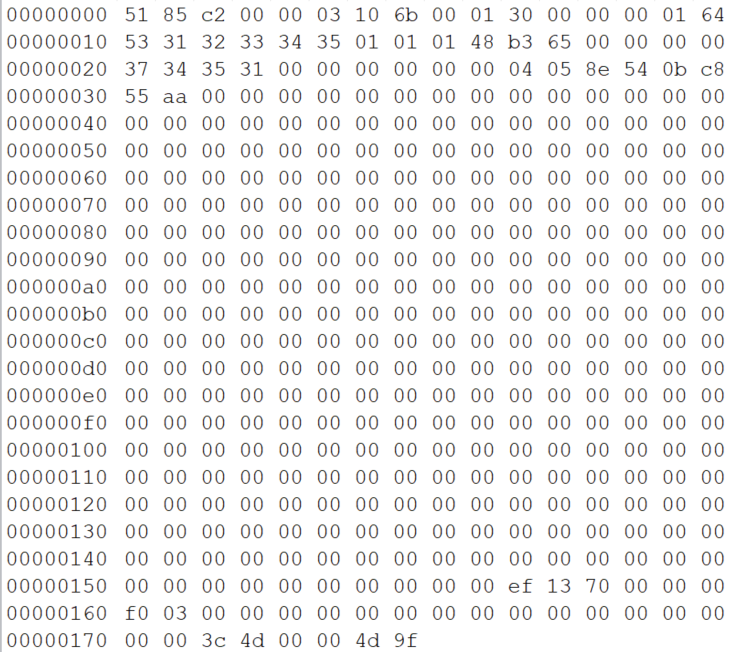 00000000 51 85 c2 00 00 03 10 6b 00 01 30 00 00 00 01 64
00000010 53 31 32 33 34 35 01 01 01 48 b3 65 00 00 00 00
00000020 37 34 35 31 00 00 00 00 00 00 04 05 8e 54 0b c8
00000030 55 aa 00 00 00 00 00 00 00 00 00 00 00 00 00 00
00000040 00 00 00 00 00 00 00 00 00 00 00 00 00 00 00 00
00000050 00 00 00 00 00 00 00 00 00 00 00 00 00 00 00 00
00000060 00 00 00 00 00 00 00 00 00 00 00 00 00 00 00 00
00000070 00 00 00 00 00 00 00 00 00 00 00 00 00 00 00 00
00000080 00 00 00 00 00 00 00 00 00 00 00 00 00 00 00 00
00000090 00 00 00 00 00 00 00 00 00 00 00 00 00 00 00 00
000000a0 00 00 00 00 00 00 00 00 00 00 00 00 00 00 00 00
000000b0 00 00 00 00 00 00 00 00 00 00 00 00 00 00 00 00
000000c0 00 00 00 00 00 00 00 00 00 00 00 00 00 00 00 00
000000d0 00 00 00 00 00 00 00 00 00 00 00 00 00 00 00 00
000000e0 00 00 00 00 00 00 00 00 00 00 00 00 00 00 00 00
000000f0 00 00 00 00 00 00 00 00 00 00 00 00 00 00 00 00
00000100 00 00 00 00 00 00 00 00 00 00 00 00 00 00 00 00
00000110 00 00 00 00 00 00 00 00 00 00 00 00 00 00 00 00
00000120 00 00 00 00 00 00 00 00 00 00 00 00 00 00 00 00
00000130 00 00 00 00 00 00 00 00 00 00 00 00 00 00 00 00
00000140 00 00 00 00 00 00 00 00 00 00 00 00 00 00 00 00
00000150 00 00 00 00 00 00 00 00 00 00 ef 13 70 00 00 00
00000160 f0 03 00 00 00 00 00 00 00 00 00 00 00 00 00 00
00000170 00 00 3c 4d 00 00 4d 9f